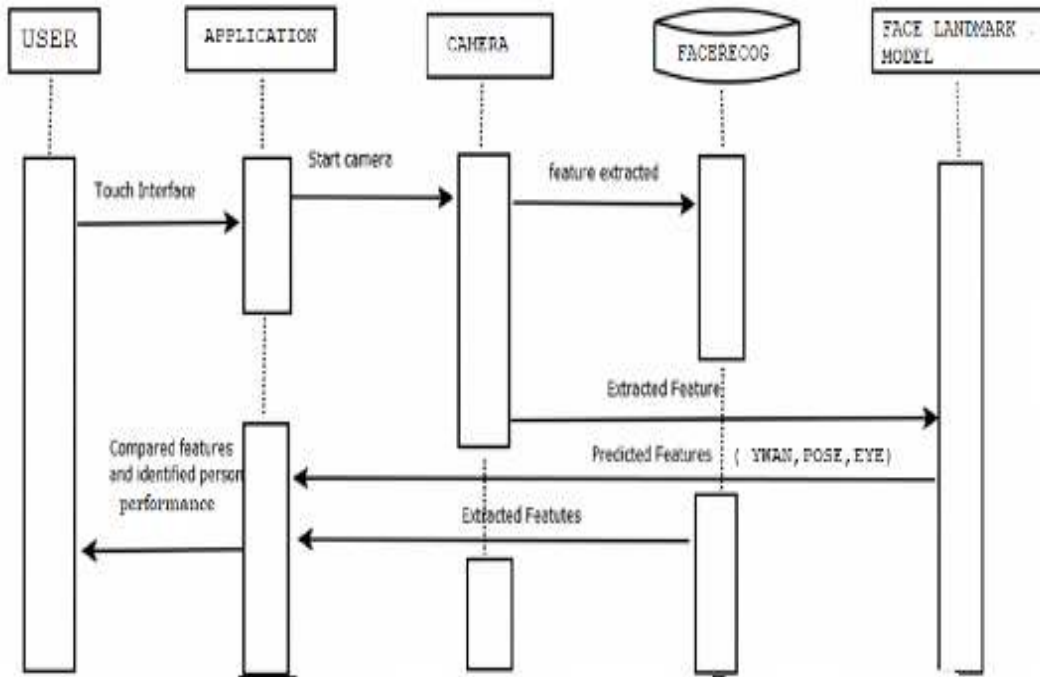 USER
APPLICATION
CAMERA
FACERECOG
FACE LANDMARK
MODEL
Start camera
feature extracted
Touch Interface
Extracted Feature
Compared features
and identified person
performance
Predicted Features ( YWAN,POSE,EYE)
Extracted Featutes